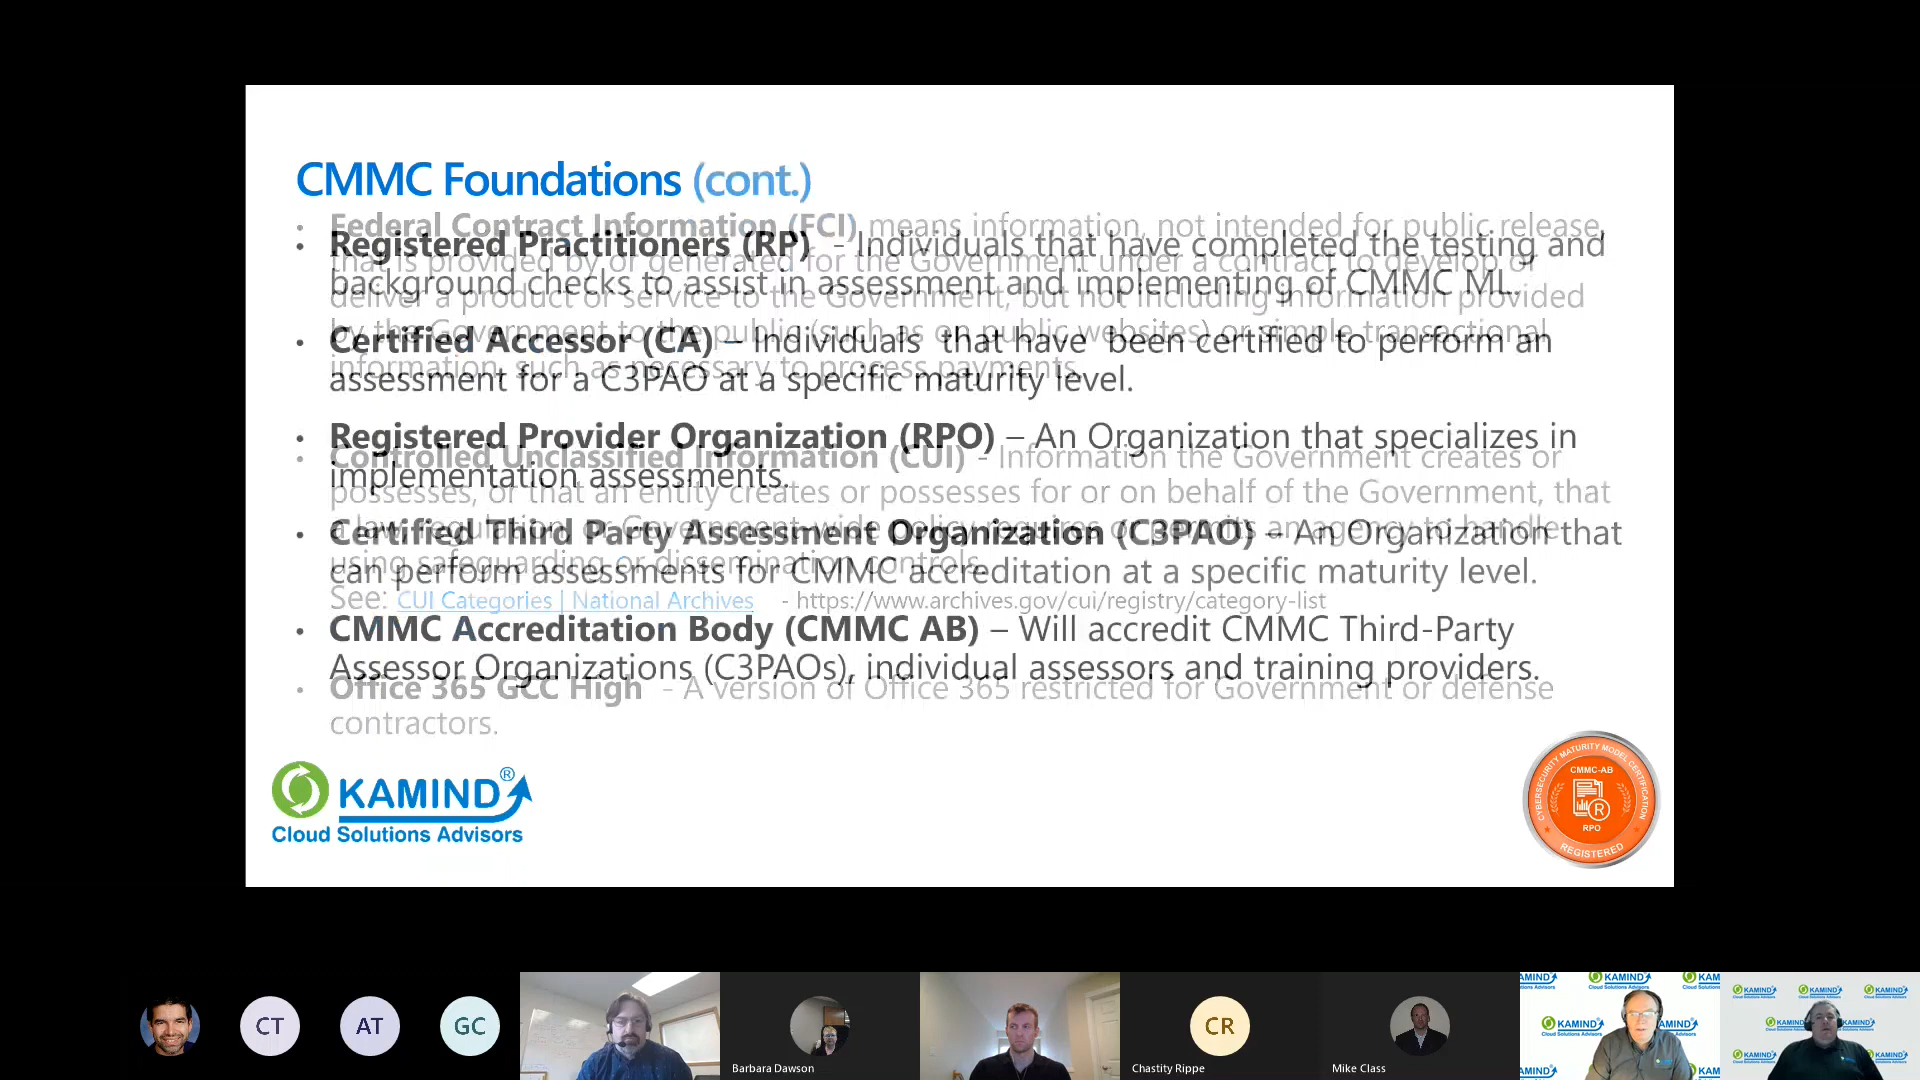 CMMC Foundations (cont.)
• Registered Practitioners (RP)  - Individuals that have completed the testing and
background checks to assist in assessment and implementing of CMMC ML.
• Certified Accessor (CA) – Individuals  that have  been certified to perform an
assessment for a C3PAO at a specific maturity level.
• Registered Provider Organization (RPO) – An Organization that specializes in
implementation assessments.
• Certified Third Party Assessment Organization (C3PAO) – An Organization that
can perform assessments for CMMC accreditation at a specific maturity level.
• CMMC Accreditation Body (CMMC AB) – Will accredit CMMC Third-Party
Assessor Organizations (C3PAOs), individual assessors and training providers.
• Federal Contract Information (FCI) means information, not intended for public release,
that is provided by or generated for the Government under a contract to develop or
deliver a product or service to the Government, but not including information provided
by the Government to the public (such as on public websites) or simple transactional
information, such as necessary to process payments.
• Controlled Unclassified Information (CUI) - Information the Government creates or
possesses, or that an entity creates or possesses for or on behalf of the Government, that
a law, regulation, or Government-wide policy requires or permits an agency to handle
using safeguarding or dissemination controls.
See: CUI Categories | National Archives - https://www.archives.gov/cui/registry/category-list
• Office 365 GCC High  - A version of Office 365 restricted for Government or defense
contractors.
KAMIND®
Cloud Solutions Advisors
CYBERSECURITY MATURITY MODEL CERTIFICATION
CMMC-AB
R
RPO
REGISTERED
CT
AT
GC
Barbara Dawson
CR
Chastity Rippe
Mike Class
KAMIND
Cloud Solutions Advisors